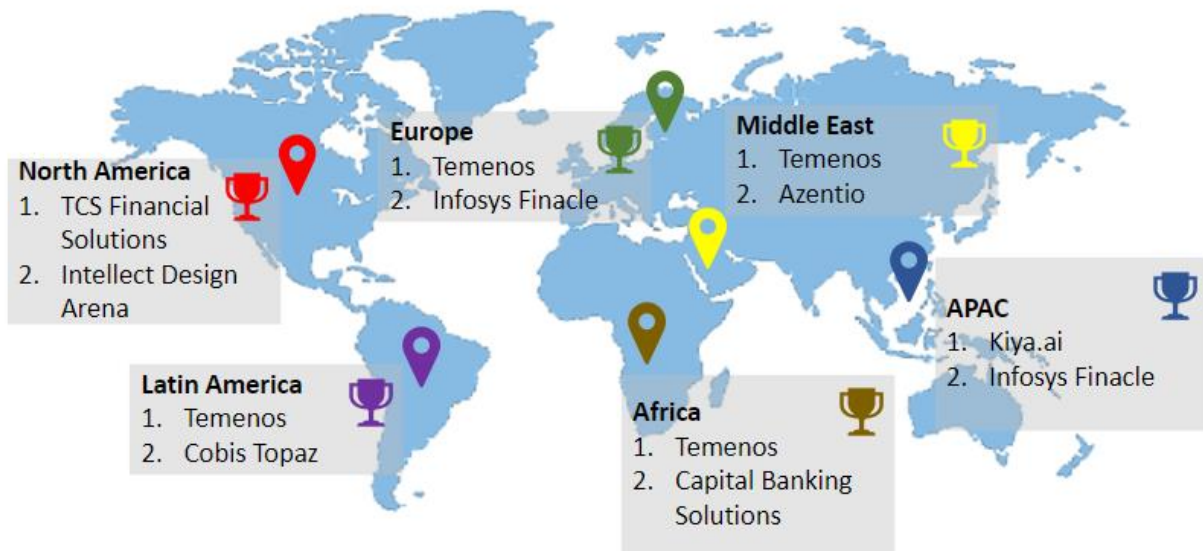 Europe
1. Temenos
2. Infosys Finacle
Middle East
1. Temenos
2. Azentio
North America
1. TCS Financial
Solutions
2. Intellect Design
Arena
APAC
1. Kiya.ai
2. Infosys Finacle
Latin America
1. Temenos
2. Cobis Topaz
Africa
1. Temenos
2. Capital Banking
Solutions